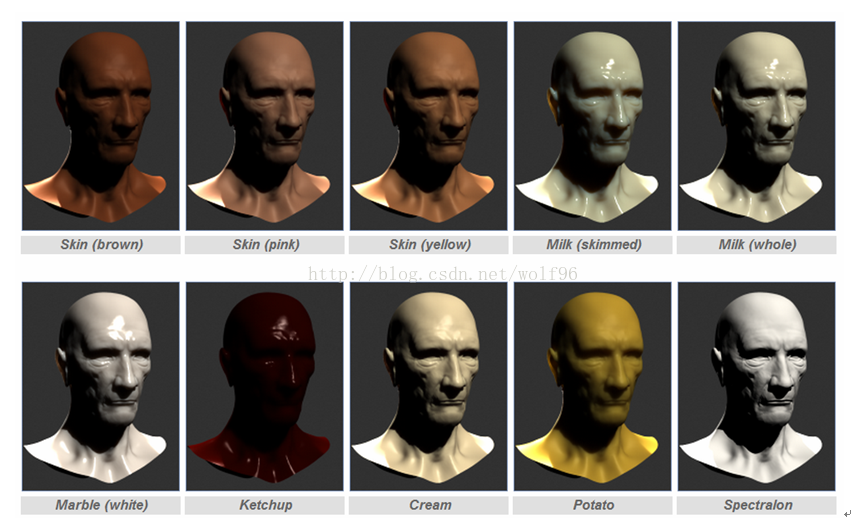 Skin (brown) Skin (pink) Skin (yellow) Milk (skimmed) Milk (whole)
http://blog.csdn.net/wolf96
Marble (white) Ketchup Cream Potato Spectralon